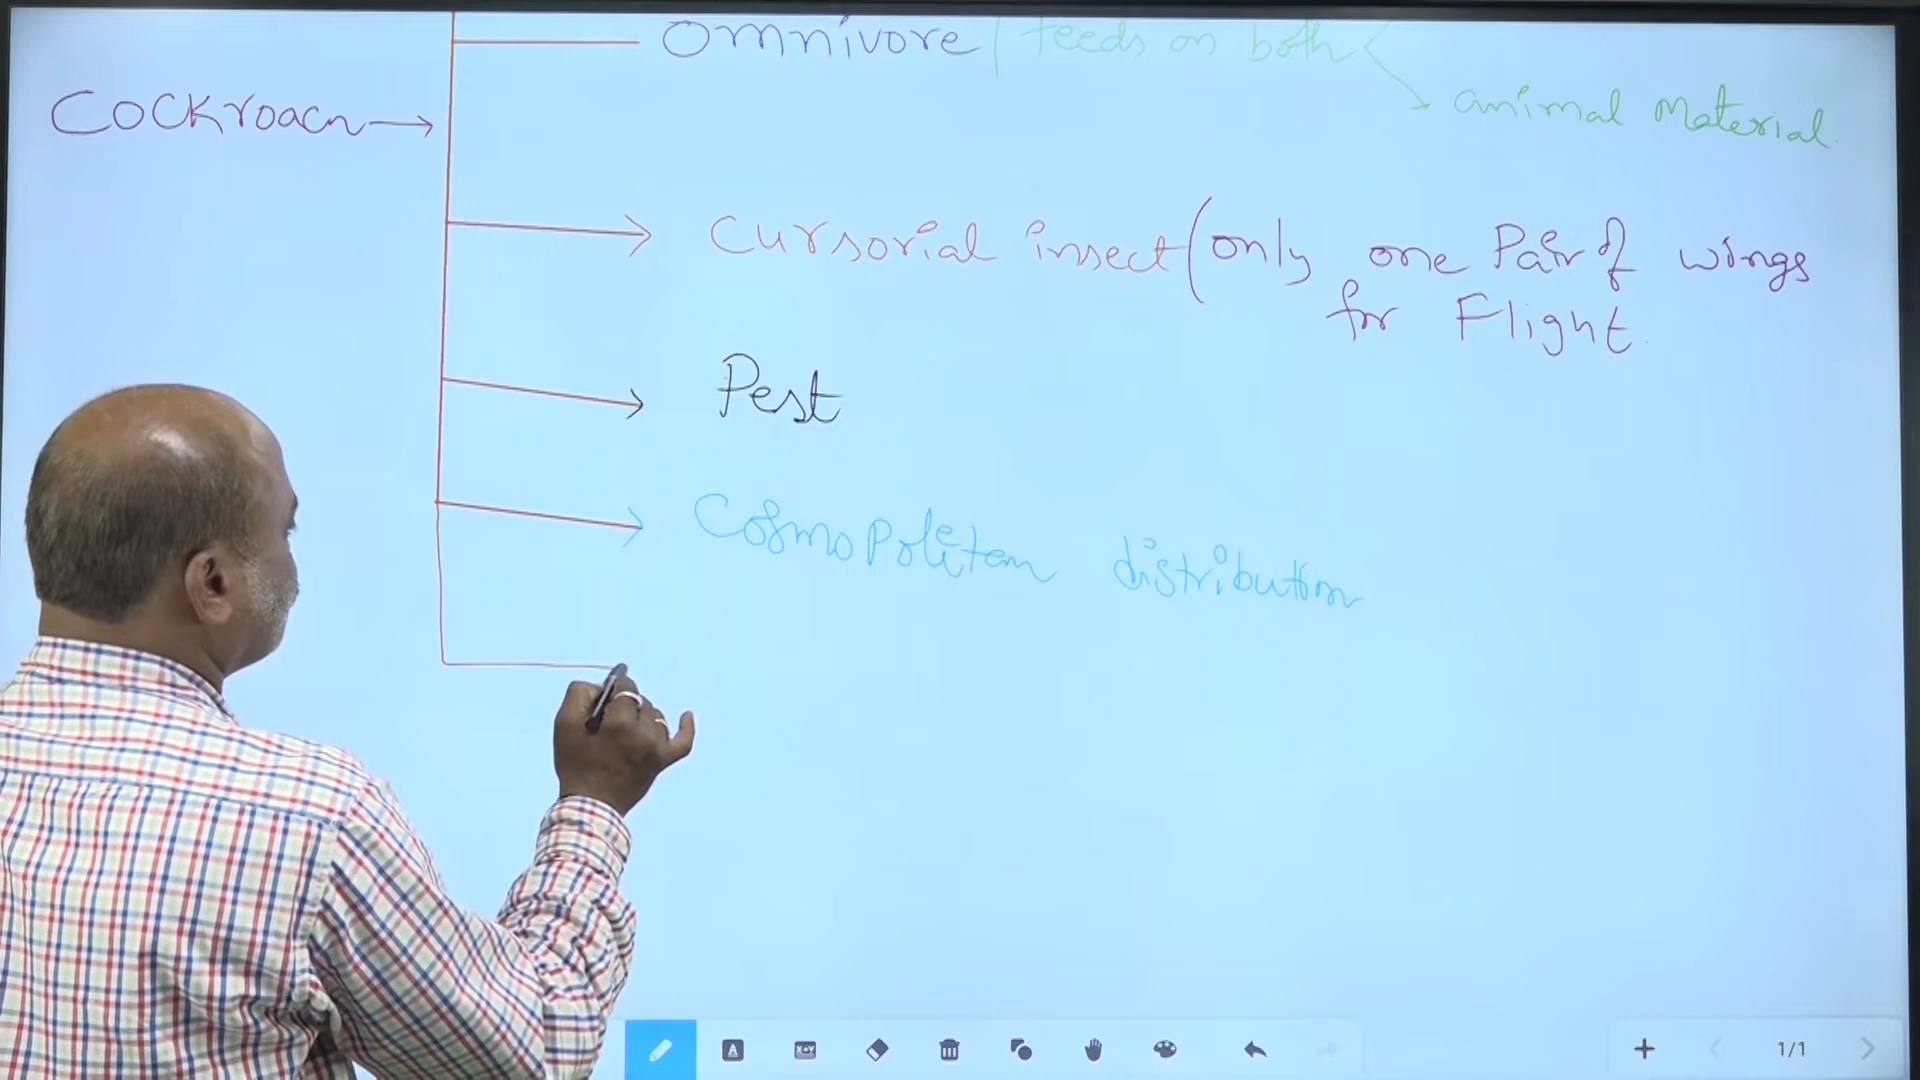 Omnivore (feeds on both
Cockroach →
animal Material.
Cursorial insect (only one Pair of wings
for Flight.
Pest
Cosmopolitan distribution
1/1